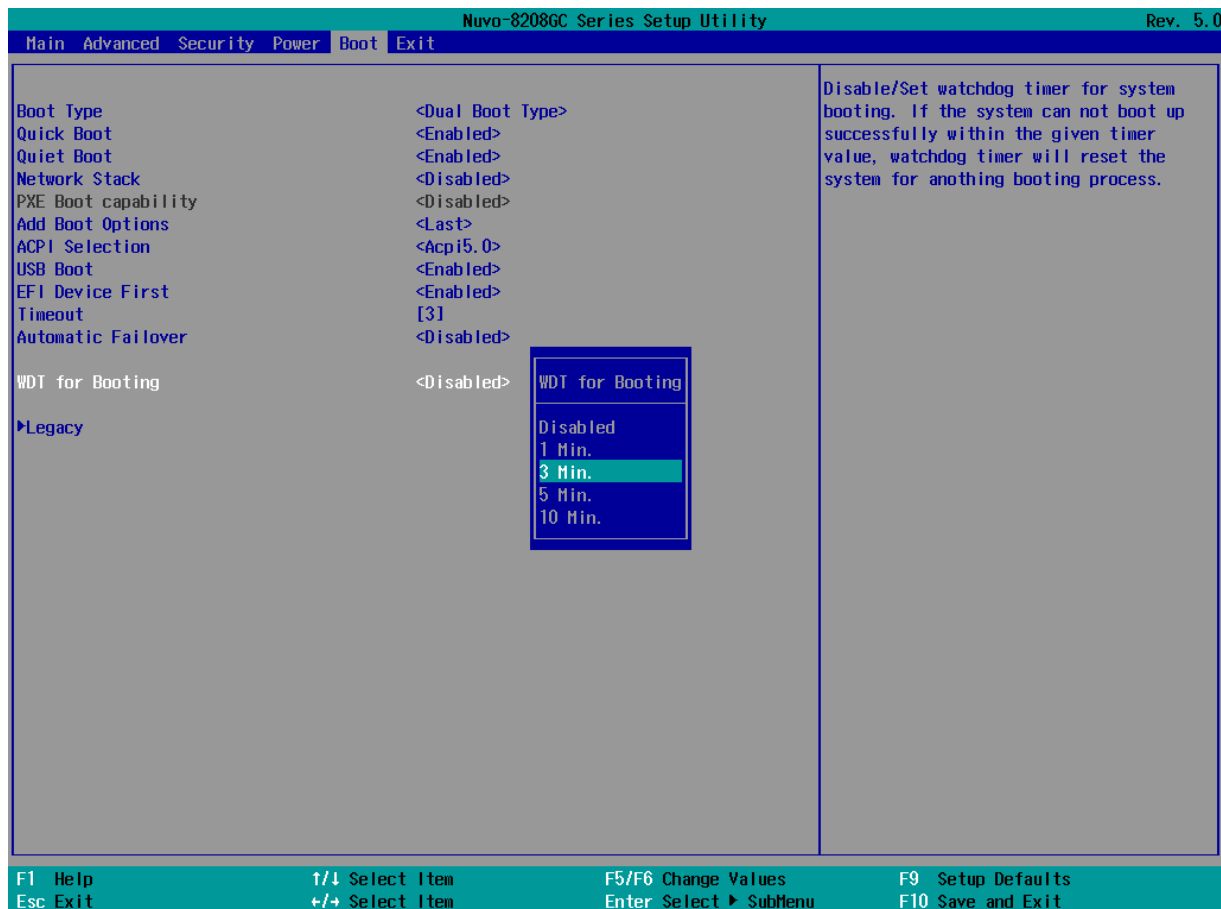 Nuvo-8208GC Series Setup Utility Rev. 5.0
Main Advanced Security Power Boot Exit
Boot Type <Dual Boot Type>
Quick Boot <Enabled>
Quiet Boot <Enabled>
Network Stack <Disabled>
PXE Boot capability <Disabled>
Add Boot Options <Last>
ACPI Selection <Acpi5.0>
USB Boot <Enabled>
EFI Device First <Enabled>
Timeout [3]
Automatic Failover <Disabled>
WDT for Booting <Disabled>
▶Legacy
WDT for Booting
Disabled
1 Min.
3 Min.
5 Min.
10 Min.
Disable/Set watchdog timer for system
booting. If the system can not boot up
successfully within the given timer
value, watchdog timer will reset the
system for anothing booting process.
F1 Help ↑/↓ Select Item F5/F6 Change Values F9 Setup Defaults
Esc Exit ←/→ Select Item Enter Select ▶ SubMenu F10 Save and Exit